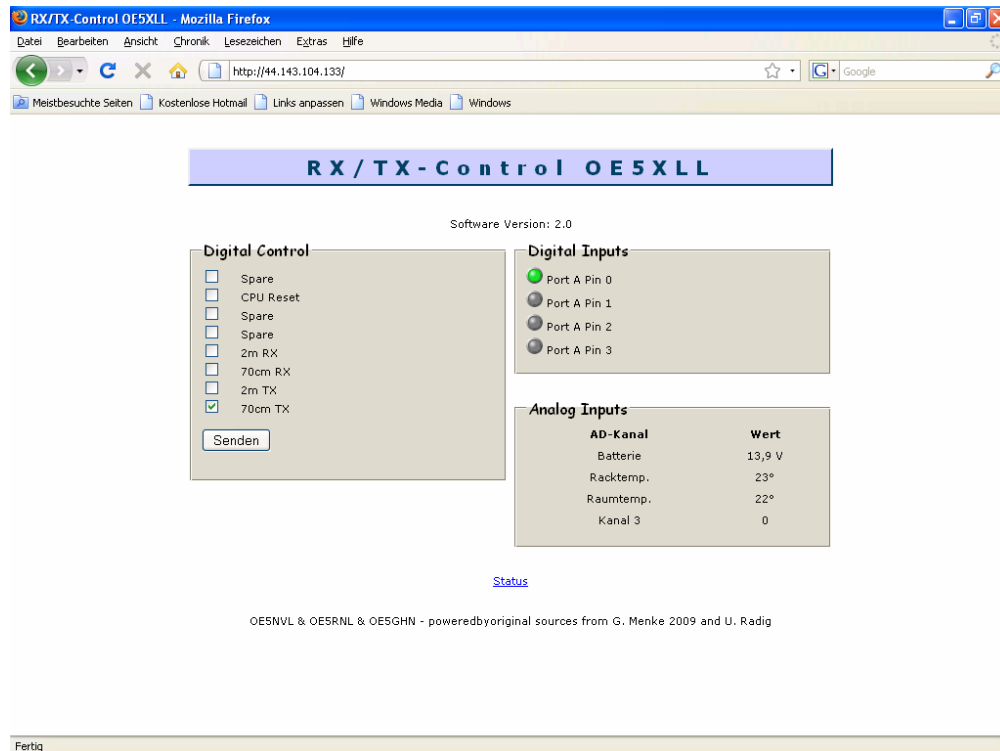 RX/TX-Control OE5XLL - Mozilla Firefox
Datei Bearbeiten Ansicht Chronik Lesezeichen Extras Hilfe
http://44.143.104.133/
G Google
Meistbesuchte Seiten Kostenlose Hotmail Links anpassen Windows Media Windows
RX/TX-Control OE5XLL
Software Version: 2.0
Digital Control
Spare
CPU Reset
Spare
Spare
2m RX
70cm RX
2m TX
70cm TX
Senden
Digital Inputs
Port A Pin 0
Port A Pin 1
Port A Pin 2
Port A Pin 3
Analog Inputs
AD-Kanal Wert
Batterie 13,9 V
Racktemp. 23°
Raumtemp. 22°
Kanal 3 0
Status
OE5NVL & OE5RNL & OE5GHN - poweredbyoriginal sources from G. Menke 2009 and U. Radig
Fertig